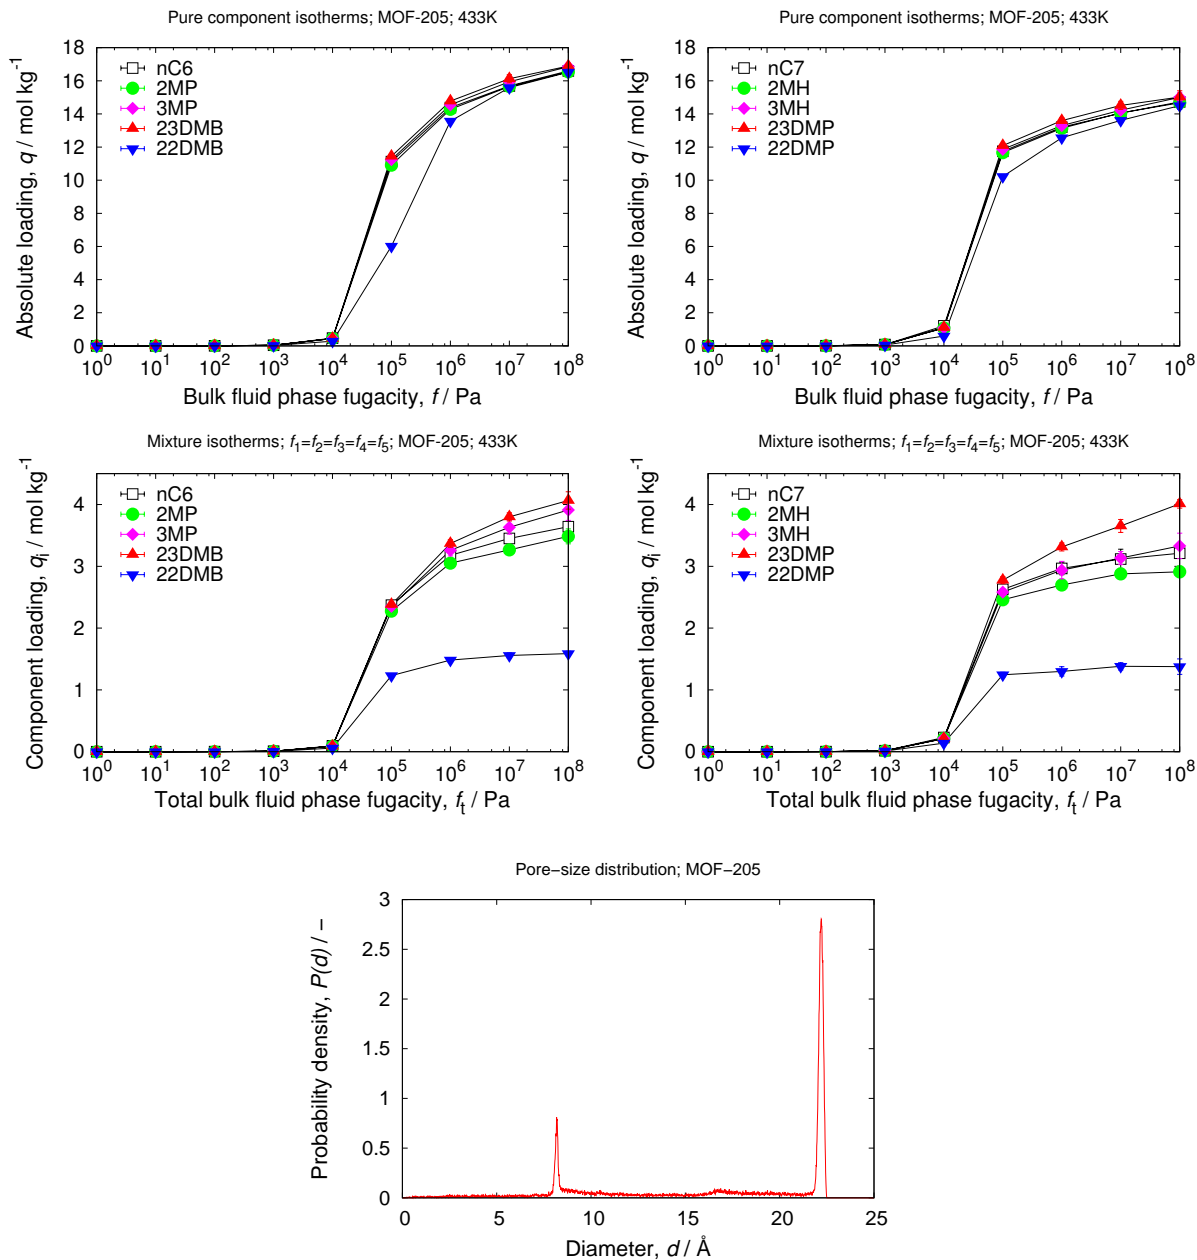 Pure component isotherms; MOF-205; 433K
Absolute loading, q / mol kg⁻¹
18
16
14
12
10
8
6
4
2
0
nC6
2MP
3MP
23DMB
22DMB
10⁰ 10¹ 10² 10³ 10⁴ 10⁵ 10⁶ 10⁷ 10⁸
Bulk fluid phase fugacity, f / Pa
Pure component isotherms; MOF-205; 433K
Absolute loading, q / mol kg⁻¹
18
16
14
12
10
8
6
4
2
0
nC7
2MH
3MH
23DMP
22DMP
10⁰ 10¹ 10² 10³ 10⁴ 10⁵ 10⁶ 10⁷ 10⁸
Bulk fluid phase fugacity, f / Pa
Mixture isotherms; f₁=f₂=f₃=f₄=f₅; MOF-205; 433K
Component loading, qᵢ / mol kg⁻¹
4
3
2
1
0
nC6
2MP
3MP
23DMB
22DMB
10⁰ 10¹ 10² 10³ 10⁴ 10⁵ 10⁶ 10⁷ 10⁸
Total bulk fluid phase fugacity, fₜ / Pa
Mixture isotherms; f₁=f₂=f₃=f₄=f₅; MOF-205; 433K
Component loading, qᵢ / mol kg⁻¹
4
3
2
1
0
nC7
2MH
3MH
23DMP
22DMP
10⁰ 10¹ 10² 10³ 10⁴ 10⁵ 10⁶ 10⁷ 10⁸
Total bulk fluid phase fugacity, fₜ / Pa
Pore−size distribution; MOF−205
Probability density, P(d) / −
3
2.5
2
1.5
1
0.5
0
0 5 10 15 20 25
Diameter, d / Å